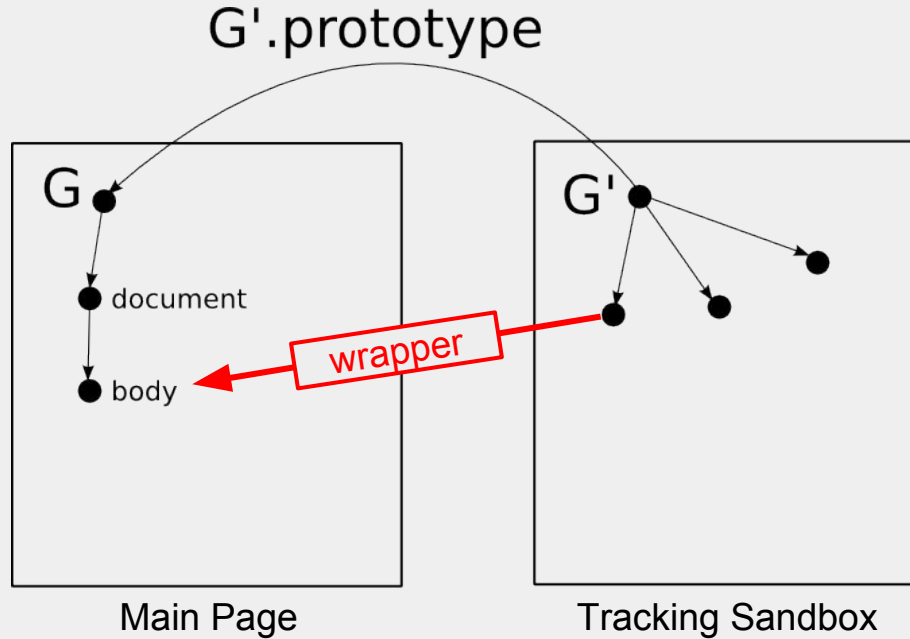 G'.prototype
G
G'
document
wrapper
body
Main Page
Tracking Sandbox